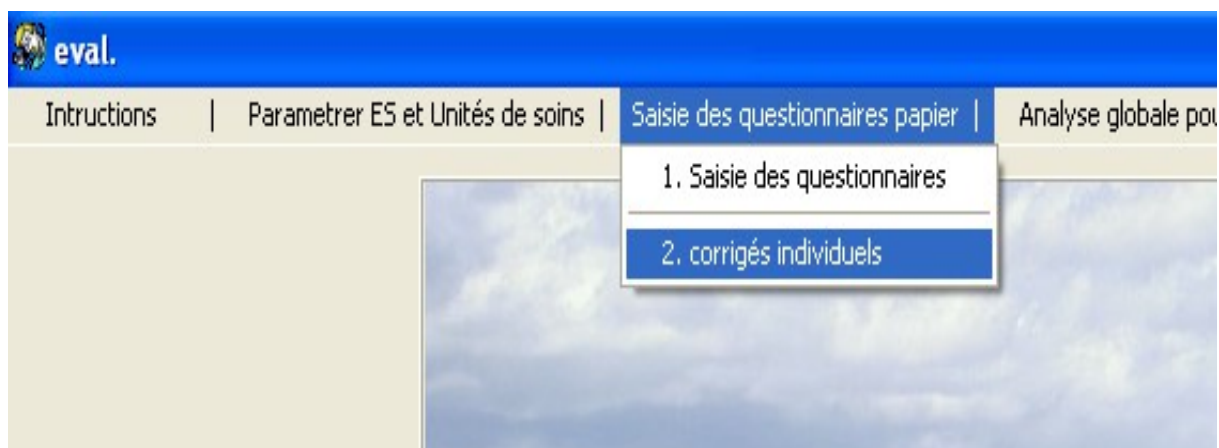 eval.
Intructions | Parametrer ES et Unités de soins | Saisie des questionnaires papier | Analyse globale
1. Saisie des questionnaires
2. corrigés individuels